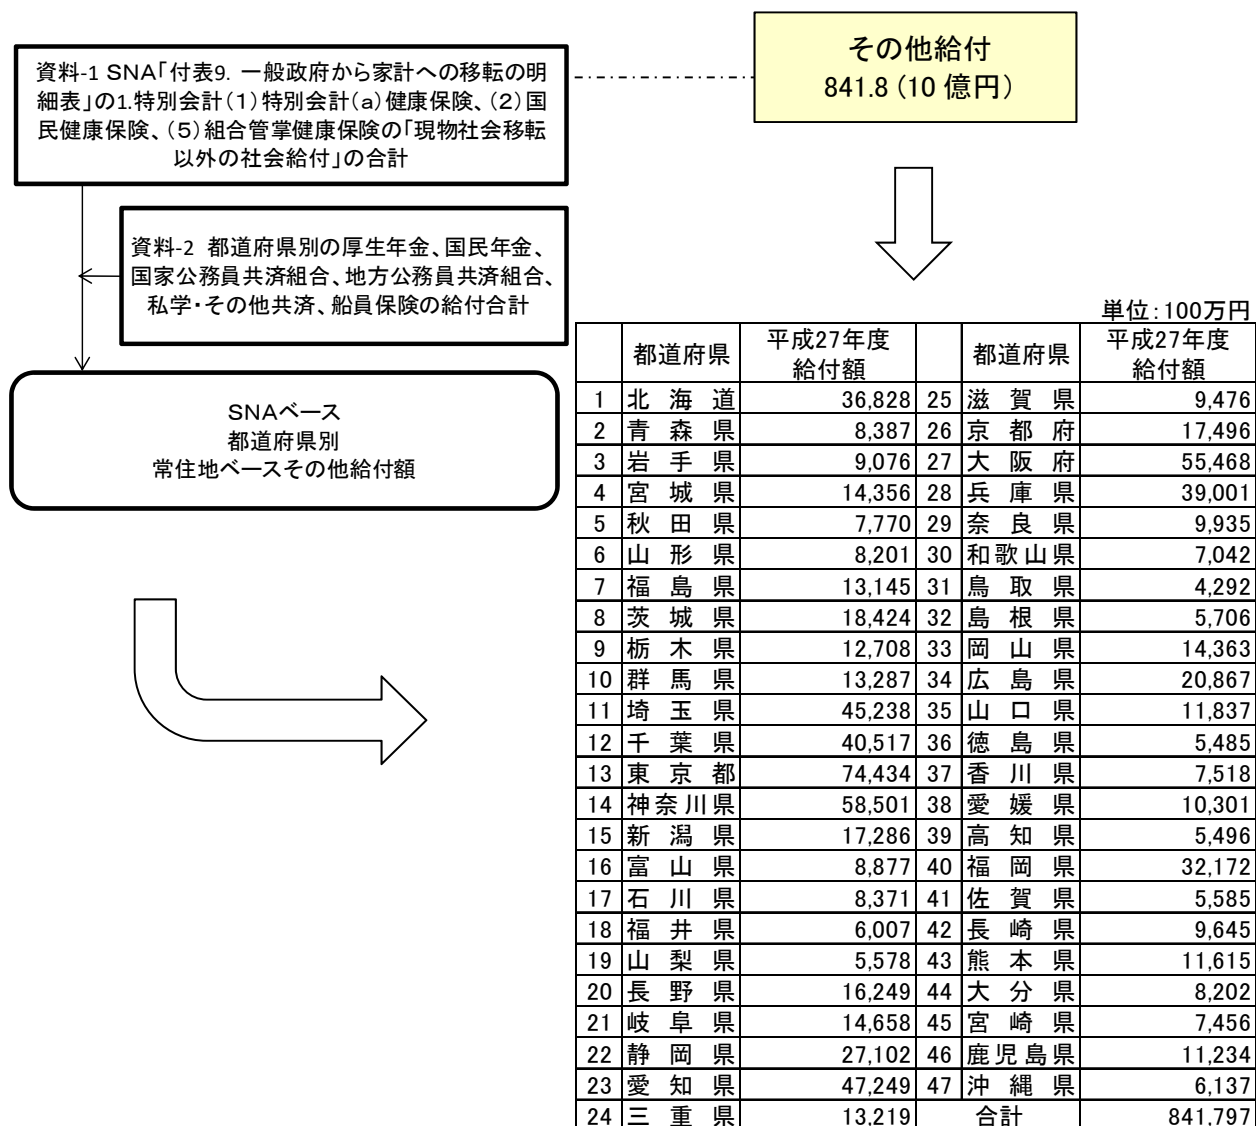 その他給付
841.8（10億円）
資料-1 SNA「付表9. 一般政府から家計への移転の明
細表」の1.特別会計(1)特別会計(a)健康保険、(2)国
民健康保険、(5)組合管掌健康保険の「現物社会移転
以外の社会給付」の合計
資料-2 都道府県別の厚生年金、国民年金、
国家公務員共済組合、地方公務員共済組合、
私学・その他共済、船員保険の給付合計
SNAベース
都道府県別
常住地ベースその他給付額
単位：100万円
都道府県 平成27年度 給付額 都道府県 平成27年度 給付額
1 北海道 36,828 25 滋賀県 9,476
2 青森県 8,387 26 京都府 17,496
3 岩手県 9,076 27 大阪府 55,468
4 宮城県 14,356 28 兵庫県 39,001
5 秋田県 7,770 29 奈良県 9,935
6 山形県 8,201 30 和歌山県 7,042
7 福島県 13,145 31 鳥取県 4,292
8 茨城県 18,424 32 島根県 5,706
9 栃木県 12,708 33 岡山県 14,363
10 群馬県 13,287 34 広島県 20,867
11 埼玉県 45,238 35 山口県 11,837
12 千葉県 40,517 36 徳島県 5,485
13 東京都 74,434 37 香川県 7,518
14 神奈川県 58,501 38 愛媛県 10,301
15 新潟県 17,286 39 高知県 5,496
16 富山県 8,877 40 福岡県 32,172
17 石川県 8,371 41 佐賀県 5,585
18 福井県 6,007 42 長崎県 9,645
19 山梨県 5,578 43 熊本県 11,615
20 長野県 16,249 44 大分県 8,202
21 岐阜県 14,658 45 宮崎県 7,456
22 静岡県 27,102 46 鹿児島県 11,234
23 愛知県 47,249 47 沖縄県 6,137
24 三重県 13,219 合計 841,797